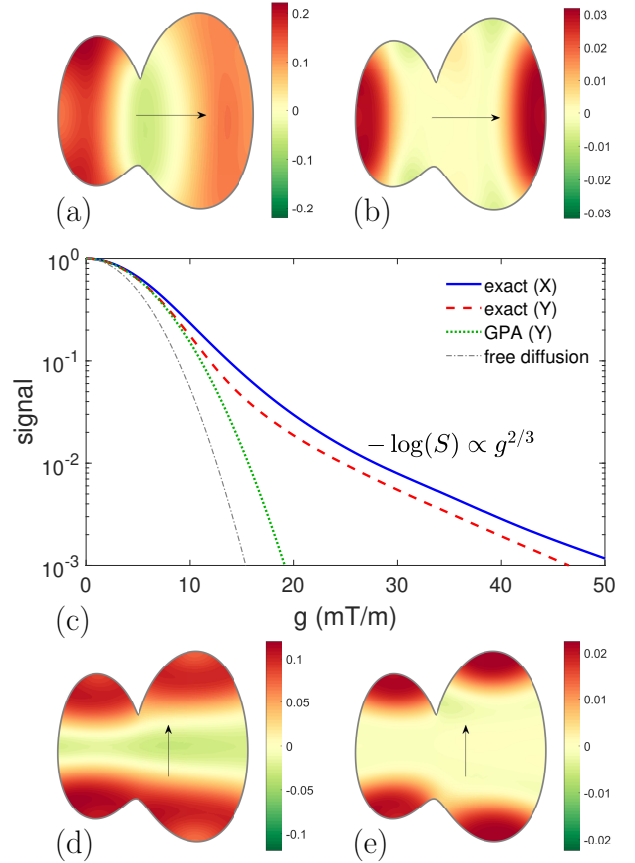 0.2
0.1
0
-0.1
-0.2
(a)
0.03
0.02
0.01
0
-0.01
-0.02
-0.03
(b)
10^0
10^-1
10^-2
10^-3
signal
exact (X)
exact (Y)
GPA (Y)
free diffusion
− log(S) ∝ g^{2/3}
0
10
20
30
40
50
g (mT/m)
(c)
0.1
0.05
0
-0.05
-0.1
(d)
0.02
0.01
0
-0.01
-0.02
(e)